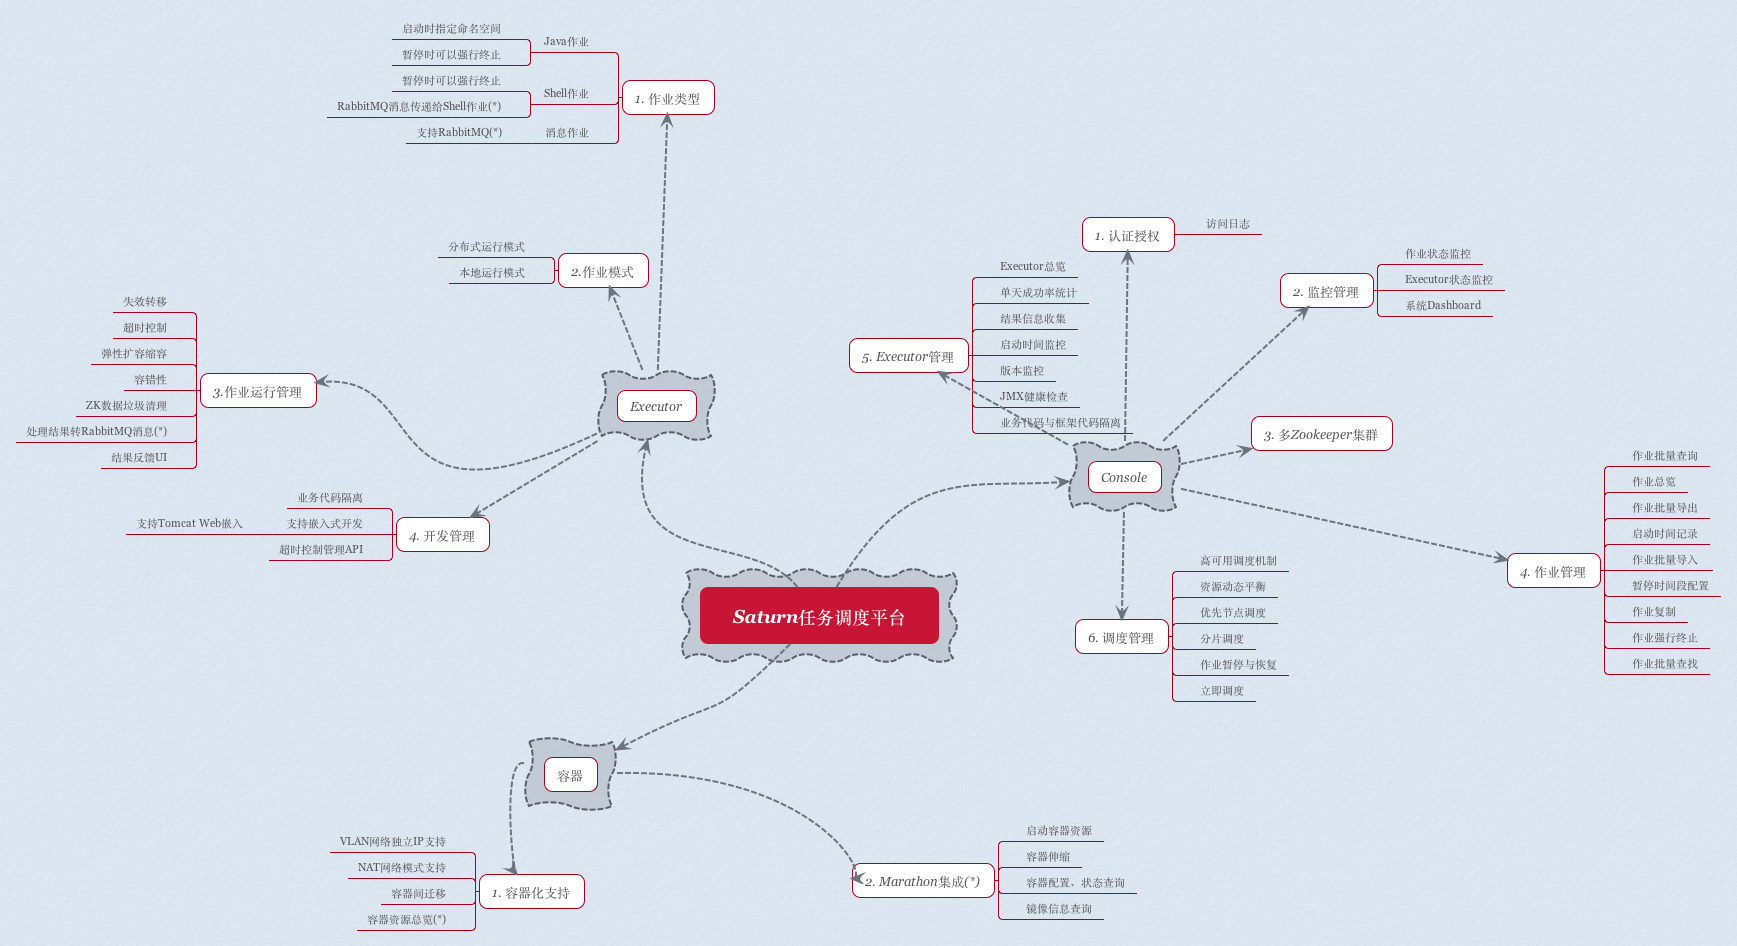 启动时指定命名空间
Java作业
暂停时可以强行终止
暂停时可以强行终止
Shell作业
1. 作业类型
RabbitMQ消息传递给Shell作业(*)
支持RabbitMQ(*)
消息作业
分布式运行模式
2.作业模式
本地运行模式
失效转移
超时控制
弹性扩容缩容
容错性
3.作业运行管理
ZK数据垃圾清理
处理结果转RabbitMQ消息(*)
结果反馈UI
Executor
业务代码隔离
支持Tomcat Web嵌入
支持嵌入式开发
4. 开发管理
超时控制管理API
1. 认证授权
访问日志
作业状态监控
2. 监控管理
Executor状态监控
系统Dashboard
Executor总览
单天成功率统计
结果信息收集
启动时间监控
5. Executor管理
版本监控
JMX健康检查
业务代码与框架代码隔离
3. 多Zookeeper集群
Console
作业批量查询
作业总览
作业批量导出
启动时间记录
作业批量导入
4. 作业管理
暂停时间段配置
作业复制
作业强行终止
作业批量查找
高可用调度机制
资源动态平衡
优先节点调度
6. 调度管理
分片调度
作业暂停与恢复
立即调度
Saturn任务调度平台
容器
VLAN网络独立IP支持
NAT网络模式支持
容器间迁移
1. 容器化支持
容器资源总览(*)
启动容器资源
容器伸缩
2. Marathon集成(*)
容器配置、状态查询
镜像信息查询